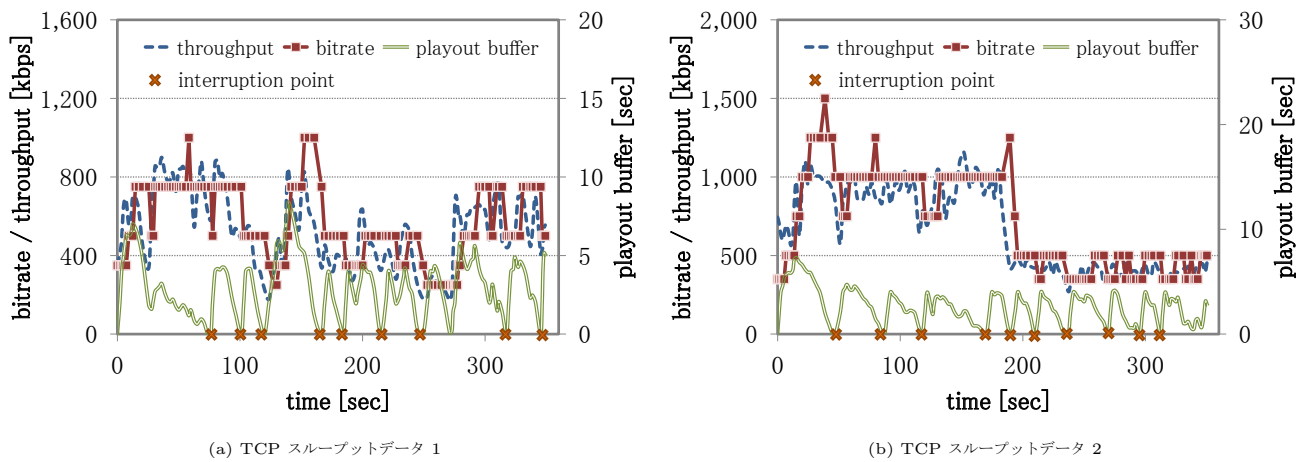 1,600
1,200
800
400
0
bitrate / throughput [kbps]
20
15
10
5
0
playout buffer [sec]
throughput
bitrate
playout buffer
interruption point
0
100
200
300
time [sec]
(a) TCP スループットデータ 1
2,000
1,500
1,000
500
0
bitrate / throughput [kbps]
30
20
10
0
playout buffer [sec]
throughput
bitrate
playout buffer
interruption point
0
100
200
300
time [sec]
(b) TCP スループットデータ 2